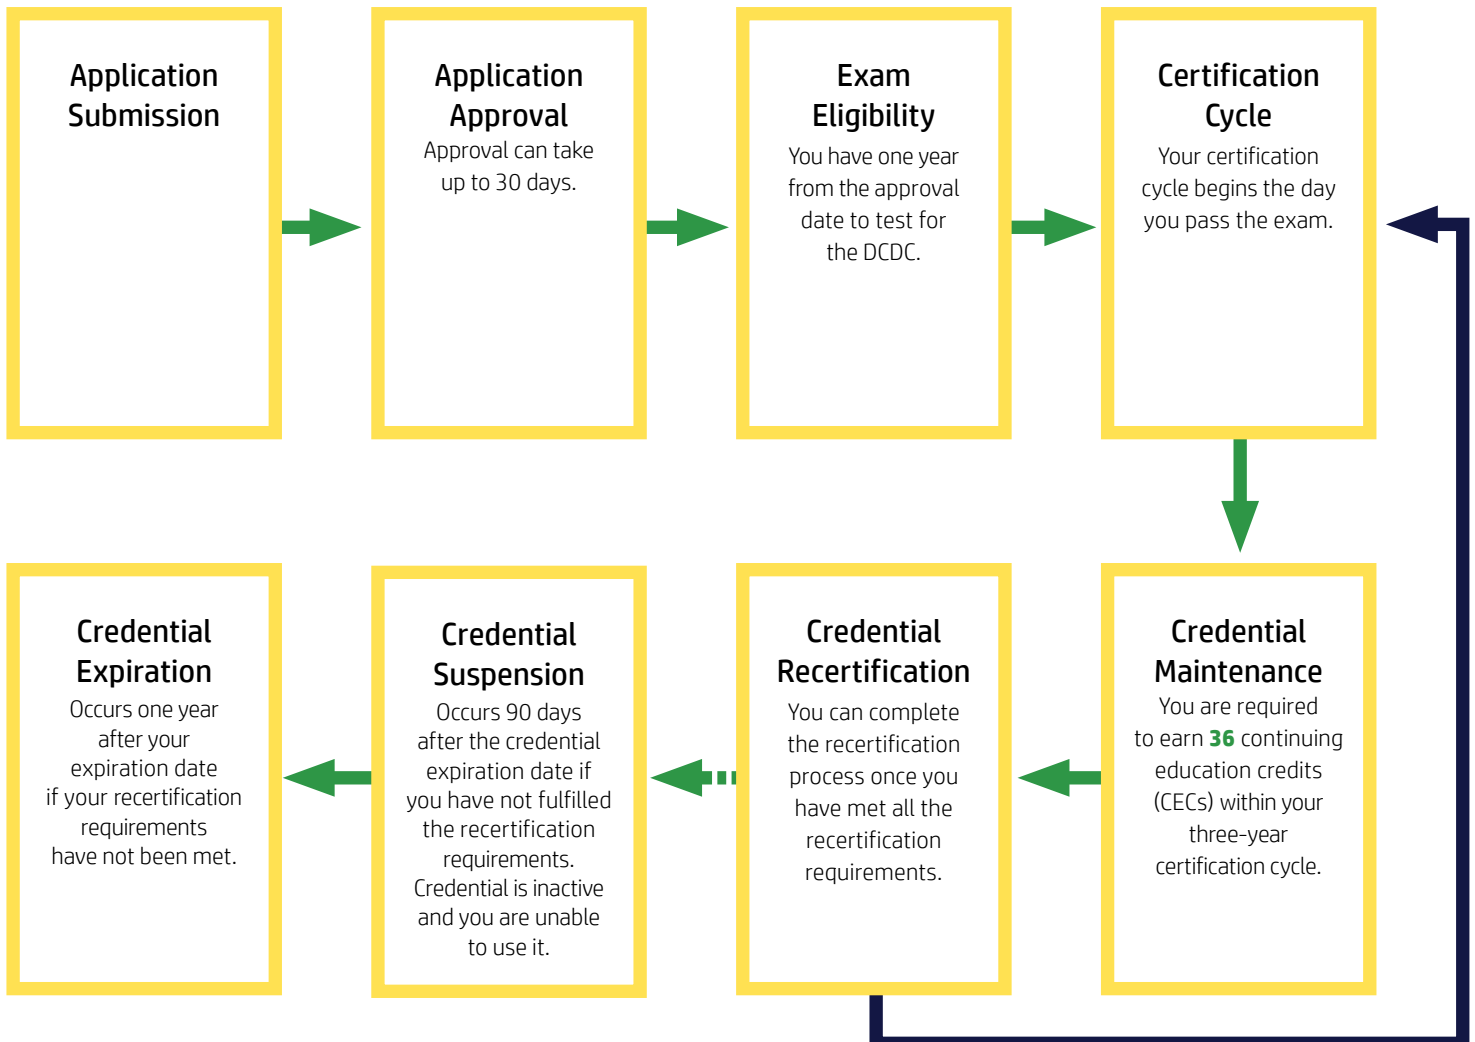 Application
Submission
Application
Approval
Approval can take
up to 30 days.
Exam
Eligibility
You have one year
from the approval
date to test for
the DCDC.
Certification
Cycle
Your certification
cycle begins the day
you pass the exam.
Credential
Expiration
Occurs one year
after your
expiration date
if your recertification
requirements
have not been met.
Credential
Suspension
Occurs 90 days
after the credential
expiration date if
you have not fulfilled
the recertification
requirements.
Credential is inactive
and you are unable
to use it.
Credential
Recertification
You can complete
the recertification
process once you
have met all the
recertification
requirements.
Credential
Maintenance
You are required
to earn 36 continuing
education credits
(CECs) within your
three-year
certification cycle.